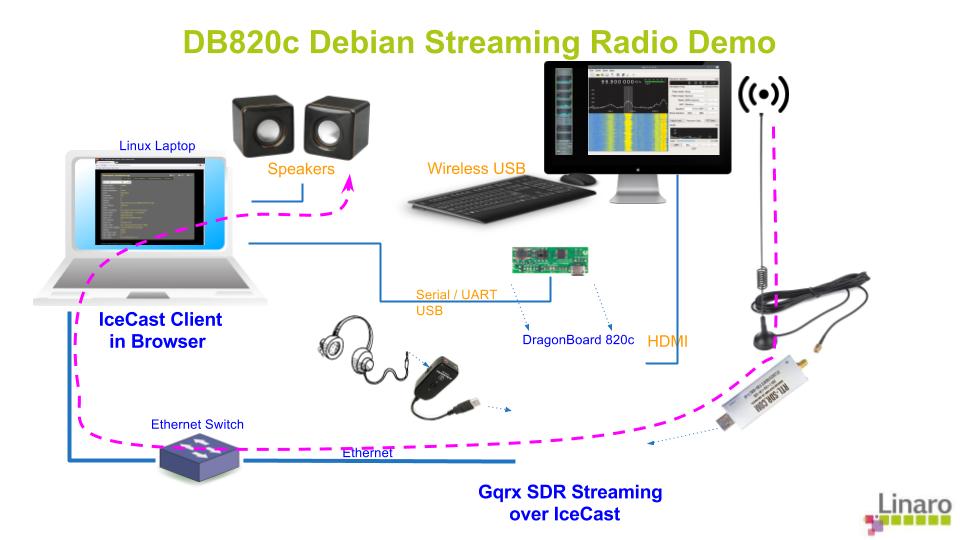 DB820c Debian Streaming Radio Demo
Linux Laptop
Speakers
Wireless USB
Serial / UART
USB
DragonBoard 820c
HDMI
IceCast Client
in Browser
RTL-SDR.COM
Ethernet Switch
Ethernet
Gqrx SDR Streaming
over IceCast
Linaro